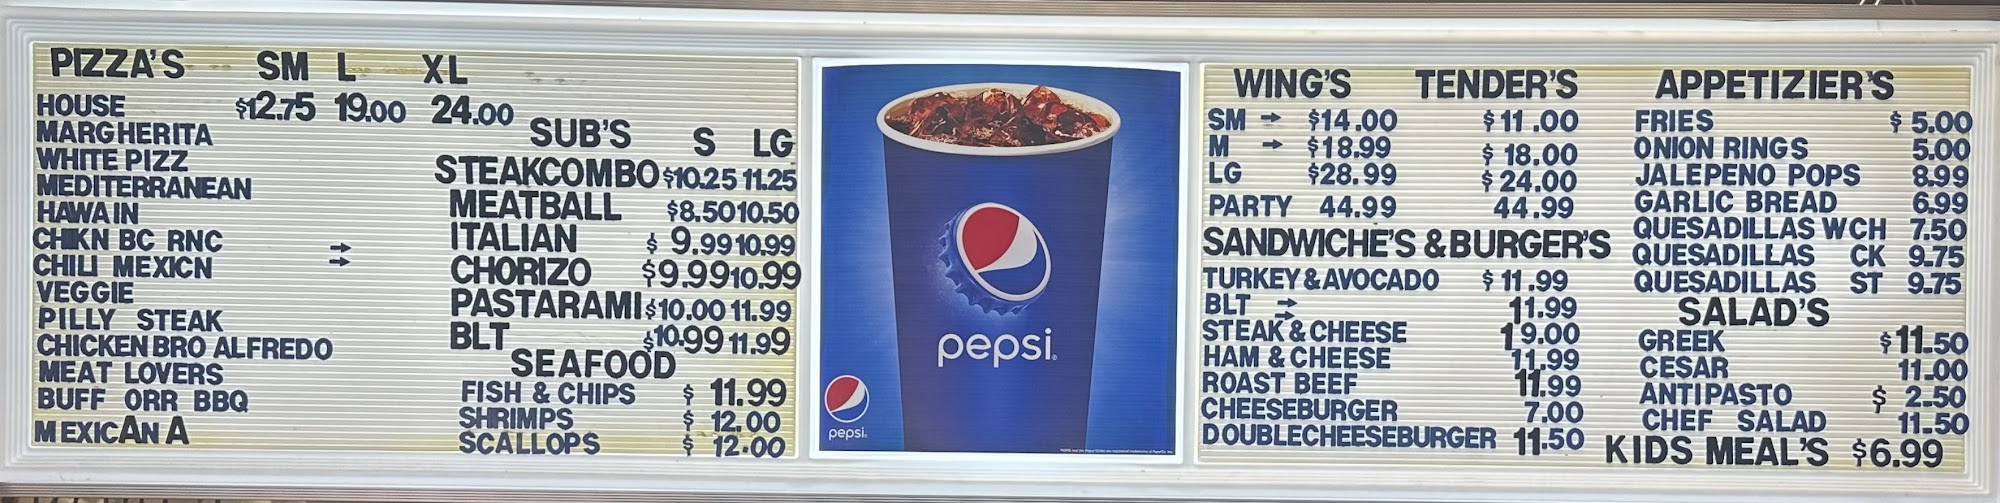 PIZZA'S SM L XL
HOUSE $12.75 19.00 24.00
MARGHERITA
WHITE PIZZ
MEDITERRANEAN
HAWAIN
CHIKN BC RNC →
CHILI MEXICN →
VEGGIE
PILLY STEAK
CHICKEN BRO ALFREDO
MEAT LOVERS
BUFF ORR BBQ
MEXICAN A
SUB'S S LG
STEAKCOMBO $10.25 11.25
MEATBALL $8.50 10.50
ITALIAN $ 9.99 10.99
CHORIZO $9.99 10.99
PASTARAMI $10.00 11.99
BLT $10.99 11.99
SEAFOOD
FISH & CHIPS $ 11.99
SHRIMPS $ 12.00
SCALLOPS $ 12.00
pepsi
pepsi
WING'S TENDER'S
SM → $14.00 $11.00
M → $18.99 $18.00
LG $28.99 $24.00
PARTY 44.99 44.99
SANDWICHE'S & BURGER'S
TURKEY & AVOCADO $11.99
BLT → 11.99
STEAK & CHEESE 19.00
HAM & CHEESE 11.99
ROAST BEEF 11.99
CHEESEBURGER 7.00
DOUBLECHEESEBURGER 11.50
APPETIZIER'S
FRIES $ 5.00
ONION RINGS 5.00
JALEPENO POPS 8.99
GARLIC BREAD 6.99
QUESADILLAS WCH 7.50
QUESADILLAS CK 9.75
QUESADILLAS ST 9.75
SALAD'S
GREEK $11.50
CESAR 11.00
ANTIPASTO $ 2.50
CHEF SALAD 11.50
KIDS MEAL'S $6.99